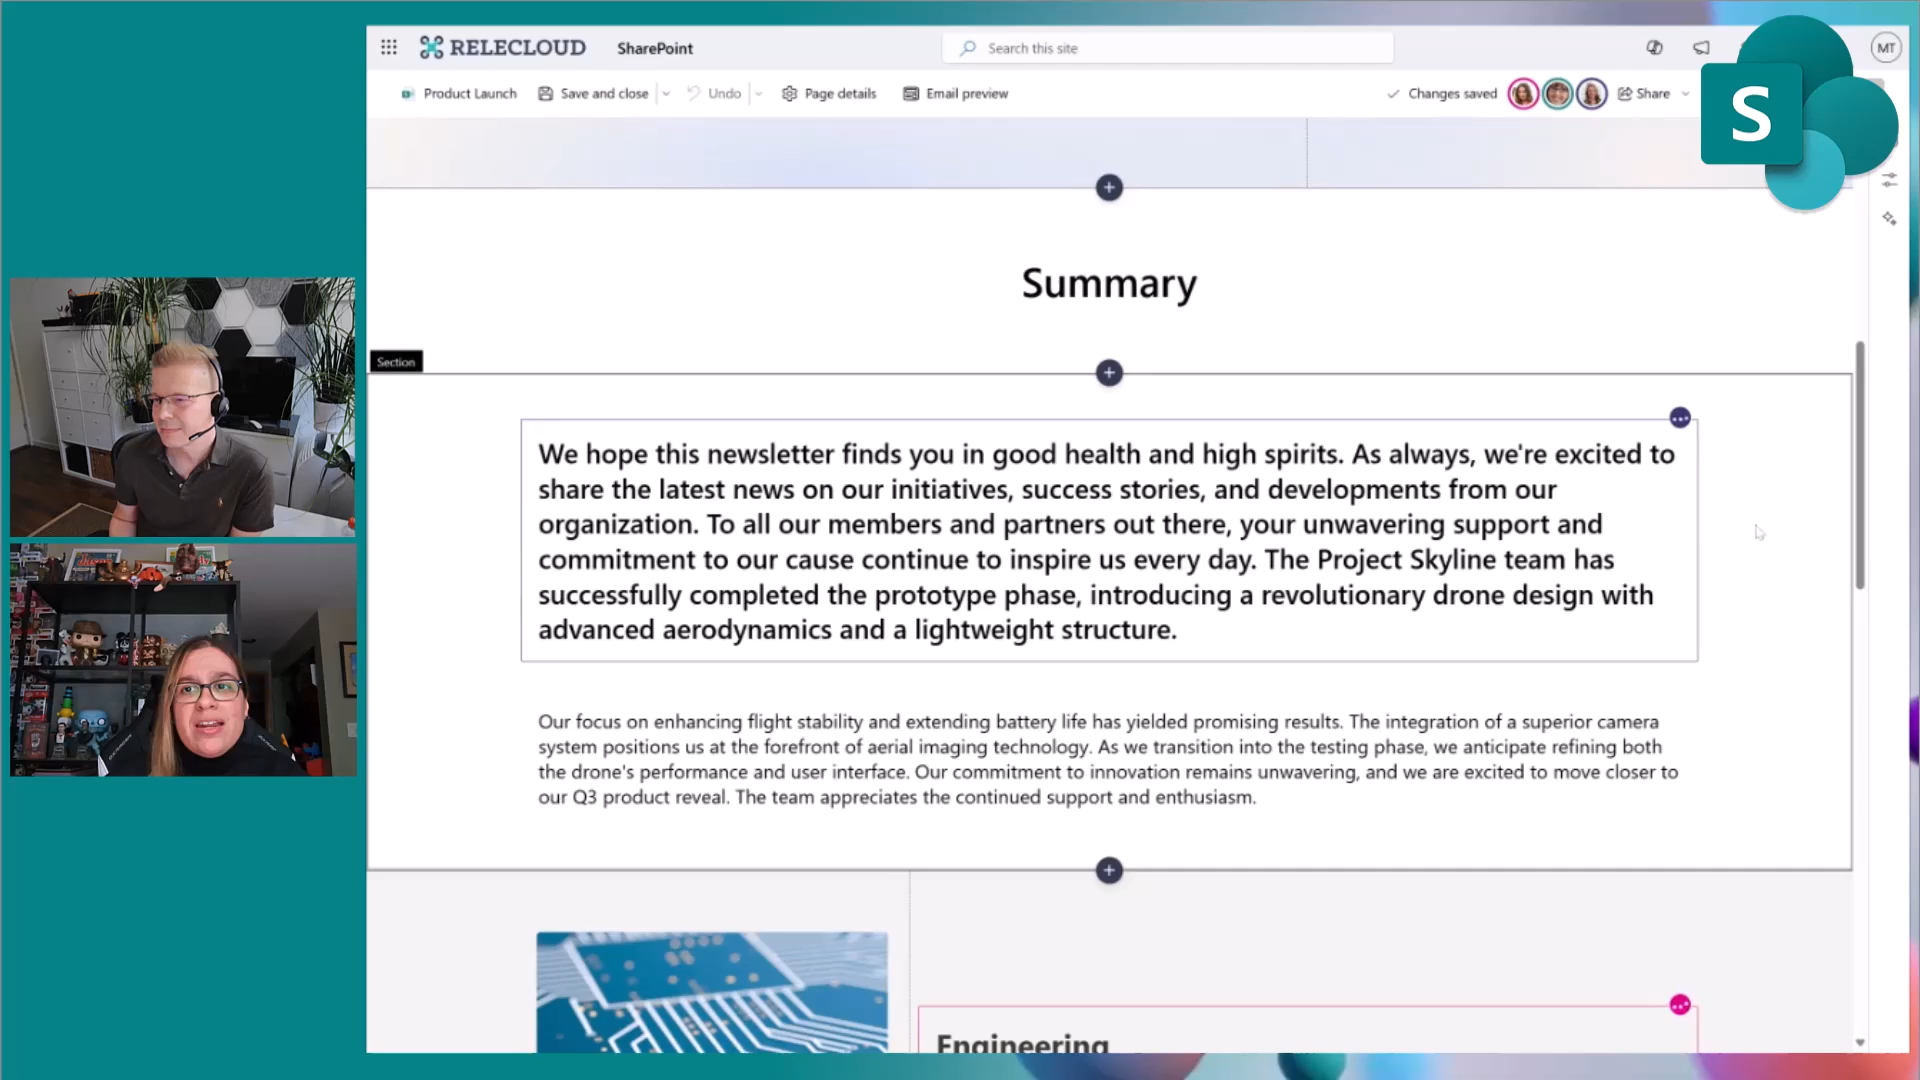 RELECLOUD
SharePoint
Search this site
MT
Product Launch
Save and close
Undo
Page details
Email preview
Changes saved
Share
S
Summary
Section
We hope this newsletter finds you in good health and high spirits. As always, we're excited to
share the latest news on our initiatives, success stories, and developments from our
organization. To all our members and partners out there, your unwavering support and
commitment to our cause continue to inspire us every day. The Project Skyline team has
successfully completed the prototype phase, introducing a revolutionary drone design with
advanced aerodynamics and a lightweight structure.
Our focus on enhancing flight stability and extending battery life has yielded promising results. The integration of a superior camera
system positions us at the forefront of aerial imaging technology. As we transition into the testing phase, we anticipate refining both
the drone's performance and user interface. Our commitment to innovation remains unwavering, and we are excited to move closer to
our Q3 product reveal. The team appreciates the continued support and enthusiasm.
Engineering